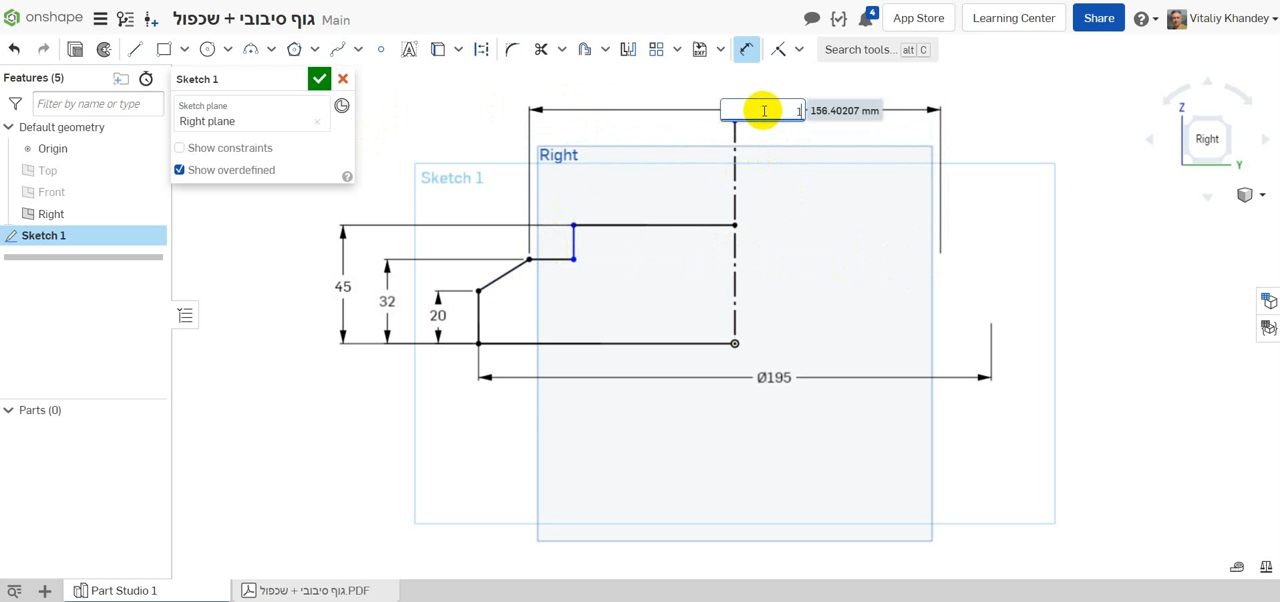 onshape
גוף סיבובי + שכפול Main
4
App Store
Learning Center
Share
Vitaliy Khandey
Search tools... alt C
Features (5)
Filter by name or type
Default geometry
Origin
Top
Front
Right
Sketch 1
Parts (0)
Sketch 1
Sketch plane
Right plane
Show constraints
Show overdefined
1 156.40207 mm
Right
Sketch 1
45
32
20
Ø195
Z
Right
Y
Part Studio 1
גוף סיבובי + שכפול.PDF